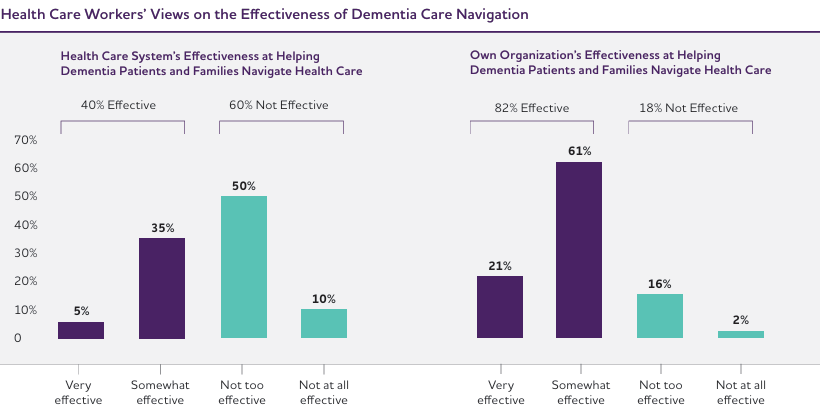 Health Care Workers' Views on the Effectiveness of Dementia Care Navigation
Health Care System's Effectiveness at Helping
Dementia Patients and Families Navigate Health Care
40% Effective
60% Not Effective
70%
60%
50%
40%
30%
20%
10%
0
5%
35%
50%
10%
Very
effective
Somewhat
effective
Not too
effective
Not at all
effective
Own Organization's Effectiveness at Helping
Dementia Patients and Families Navigate Health Care
82% Effective
18% Not Effective
21%
61%
16%
2%
Very
effective
Somewhat
effective
Not too
effective
Not at all
effective